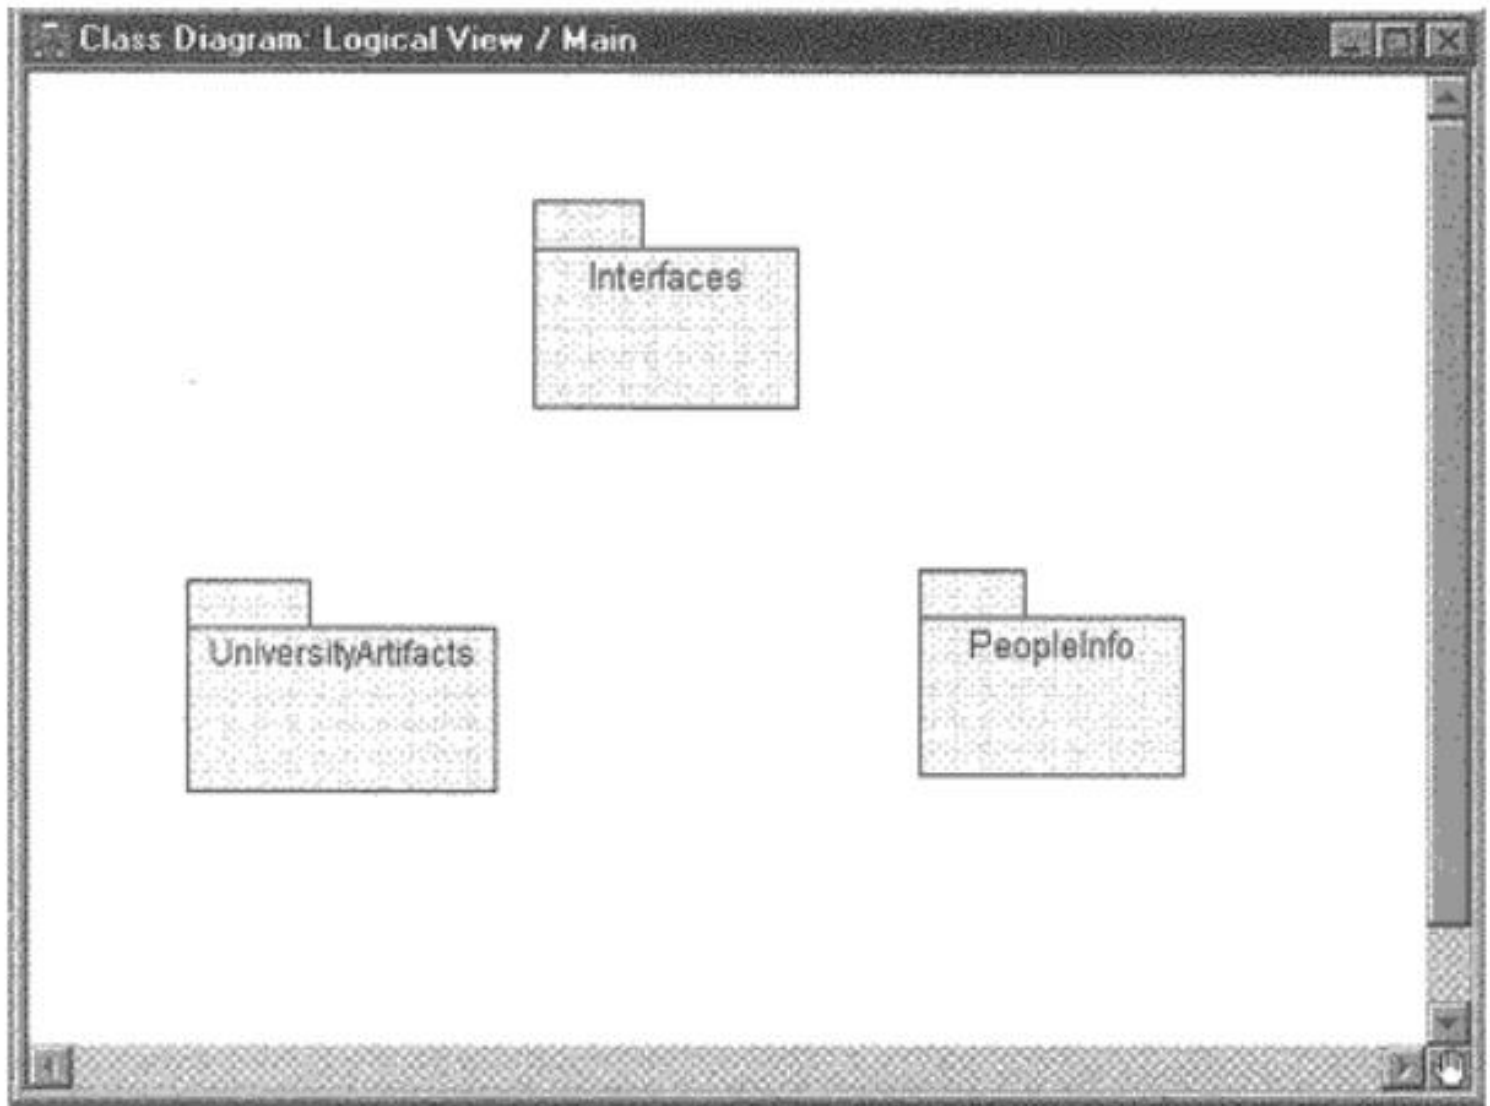 Class Diagram: Logical View / Main
Interfaces
UniversityArtifacts
PeopleInfo